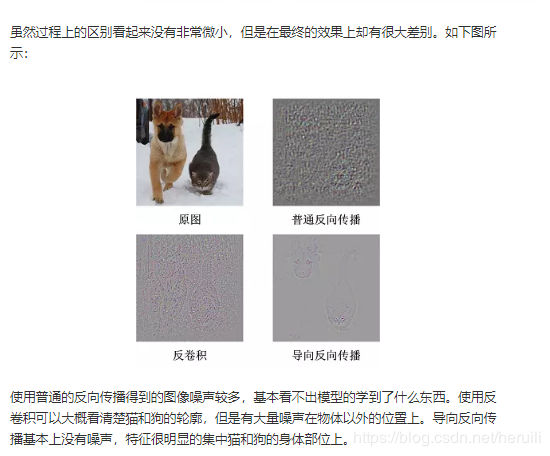 虽然过程上的区别看起来没有非常微小，但是在最终的效果上却有很大差别。如下图所
示：
原图
普通反向传播
反卷积
导向反向传播
使用普通的反向传播得到的图像噪声较多，基本看不出模型的学到了什么东西。使用反
卷积可以大概看清楚猫和狗的轮廓，但是有大量噪声在物体以外的位置上。导向反向传
播基本上没有噪声，特征很明显的集中猫和狗的身体部位上。
https://blog.csdn.net/heruili